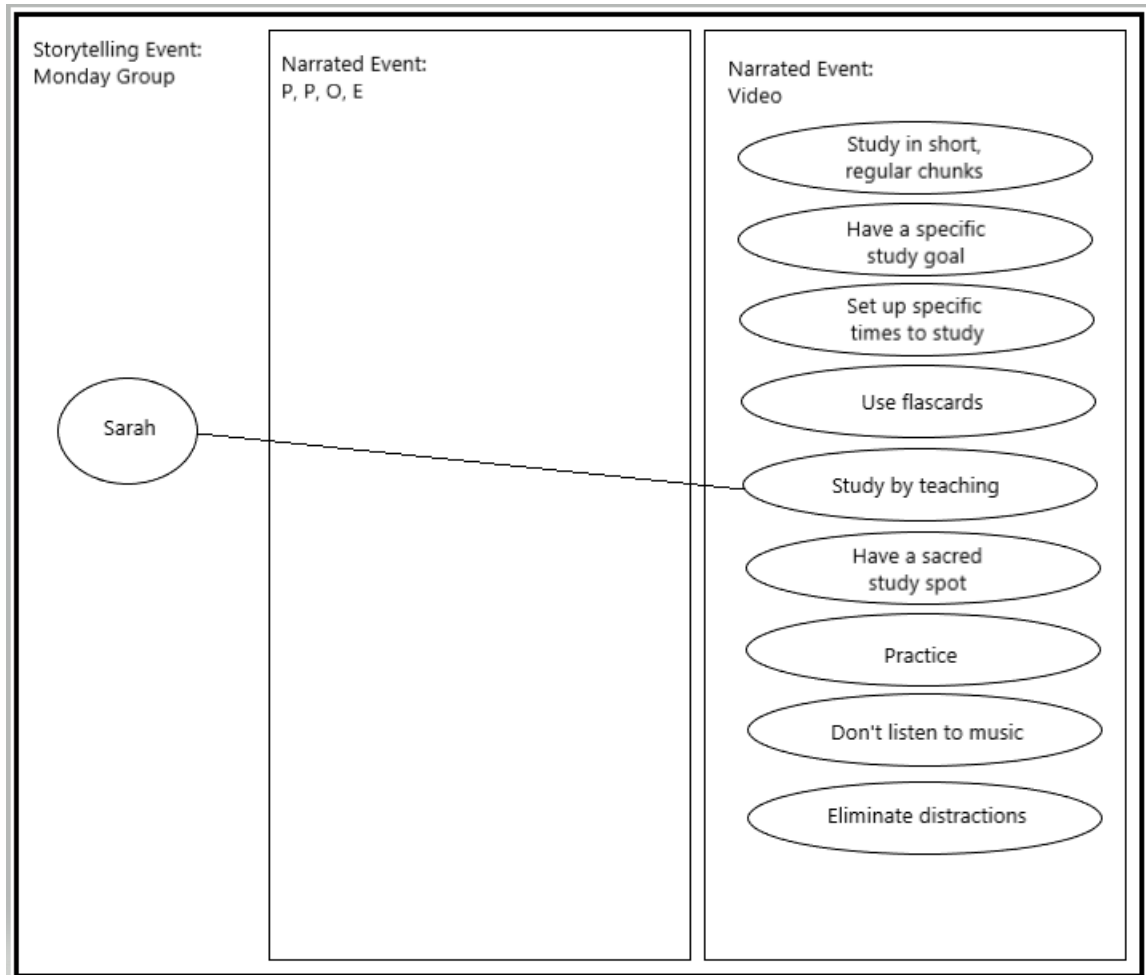 Storytelling Event:
Monday Group
Narrated Event:
P, P, O, E
Narrated Event:
Video
Study in short,
regular chunks
Have a specific
study goal
Set up specific
times to study
Use flascards
Sarah
Study by teaching
Have a sacred
study spot
Practice
Don't listen to music
Eliminate distractions